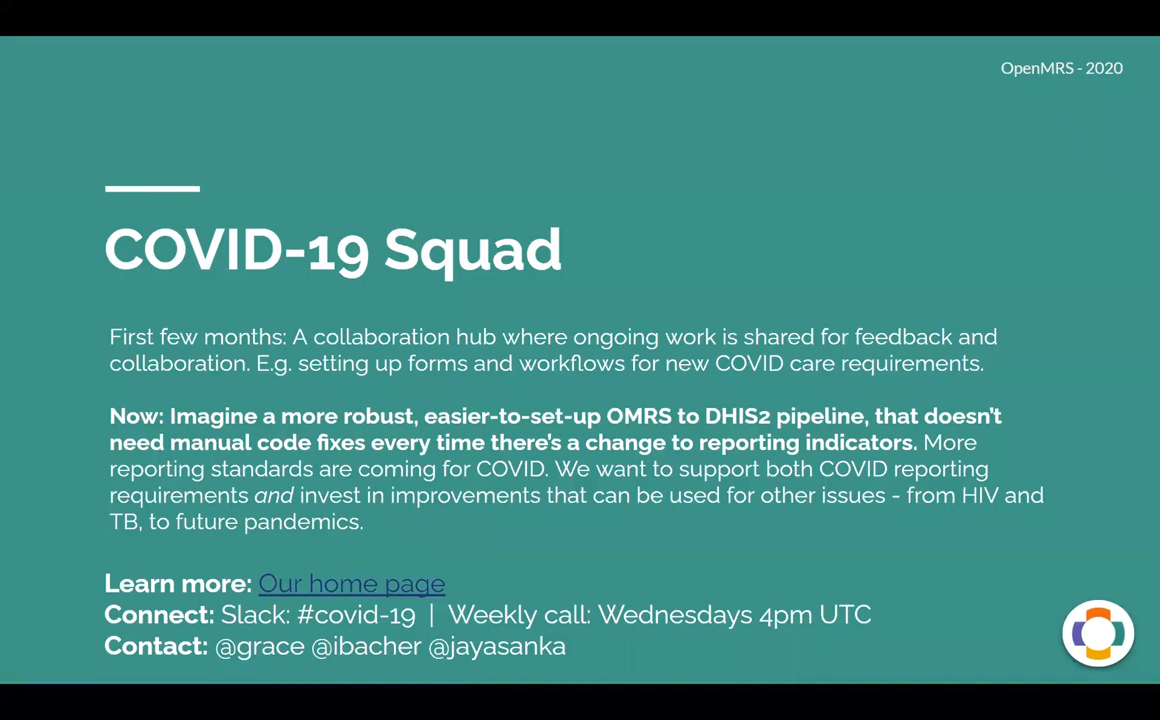 OpenMRS - 2020
COVID-19 Squad
First few months: A collaboration hub where ongoing work is shared for feedback and
collaboration. E.g. setting up forms and workflows for new COVID care requirements.
Now: Imagine a more robust, easier-to-set-up OMRS to DHIS2 pipeline, that doesn’t
need manual code fixes every time there’s a change to reporting indicators. More
reporting standards are coming for COVID. We want to support both COVID reporting
requirements and invest in improvements that can be used for other issues - from HIV and
TB, to future pandemics.
Learn more: Our home page
Connect: Slack: #covid-19 | Weekly call: Wednesdays 4pm UTC
Contact: @grace @ibacher @jayasanka